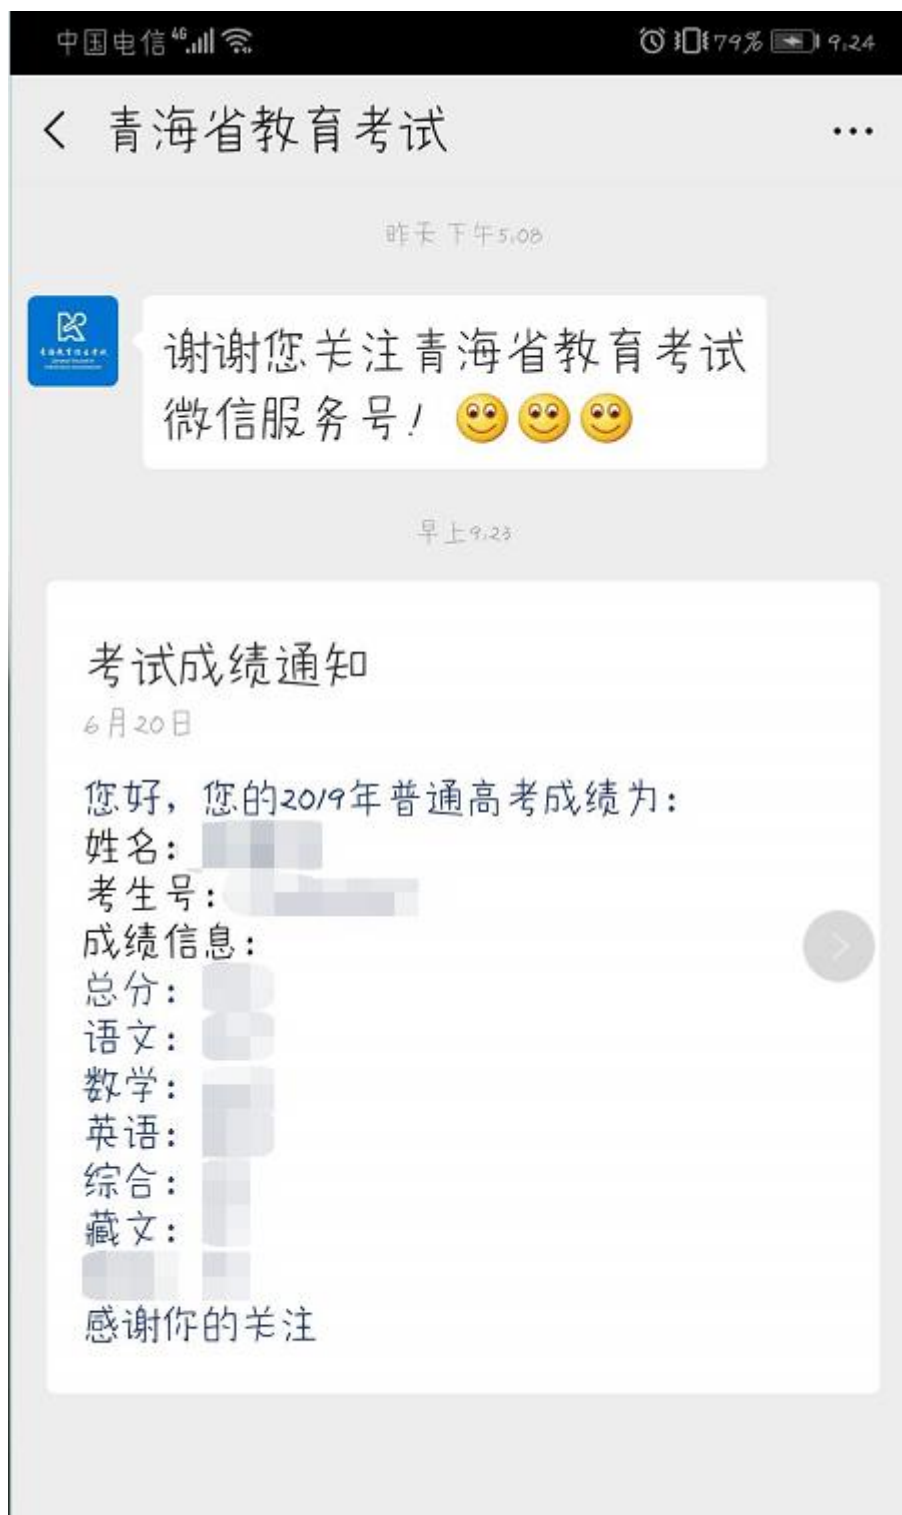 中国电信 4G 79% 9:24
青海省教育考试
昨天 下午5:08
谢谢您关注青海省教育考试
微信服务号!
早上9:23
考试成绩通知
6月20日
您好，您的2019年普通高考成绩为:
姓名:
考生号:
成绩信息:
总分:
语文:
数学:
英语:
综合:
藏文:
感谢你的关注